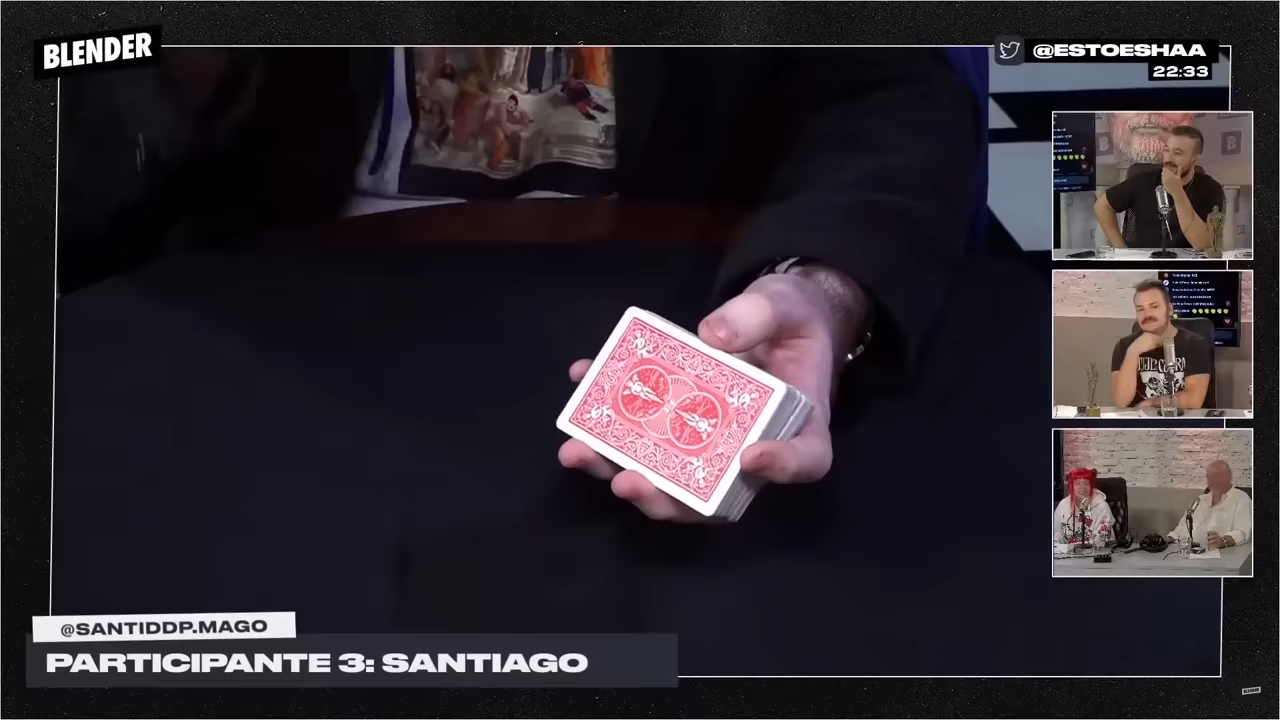 BLENDER
@ESTOESHAA
22:33
@SANTIDDP.MAGO
PARTICIPANTE 3: SANTIAGO